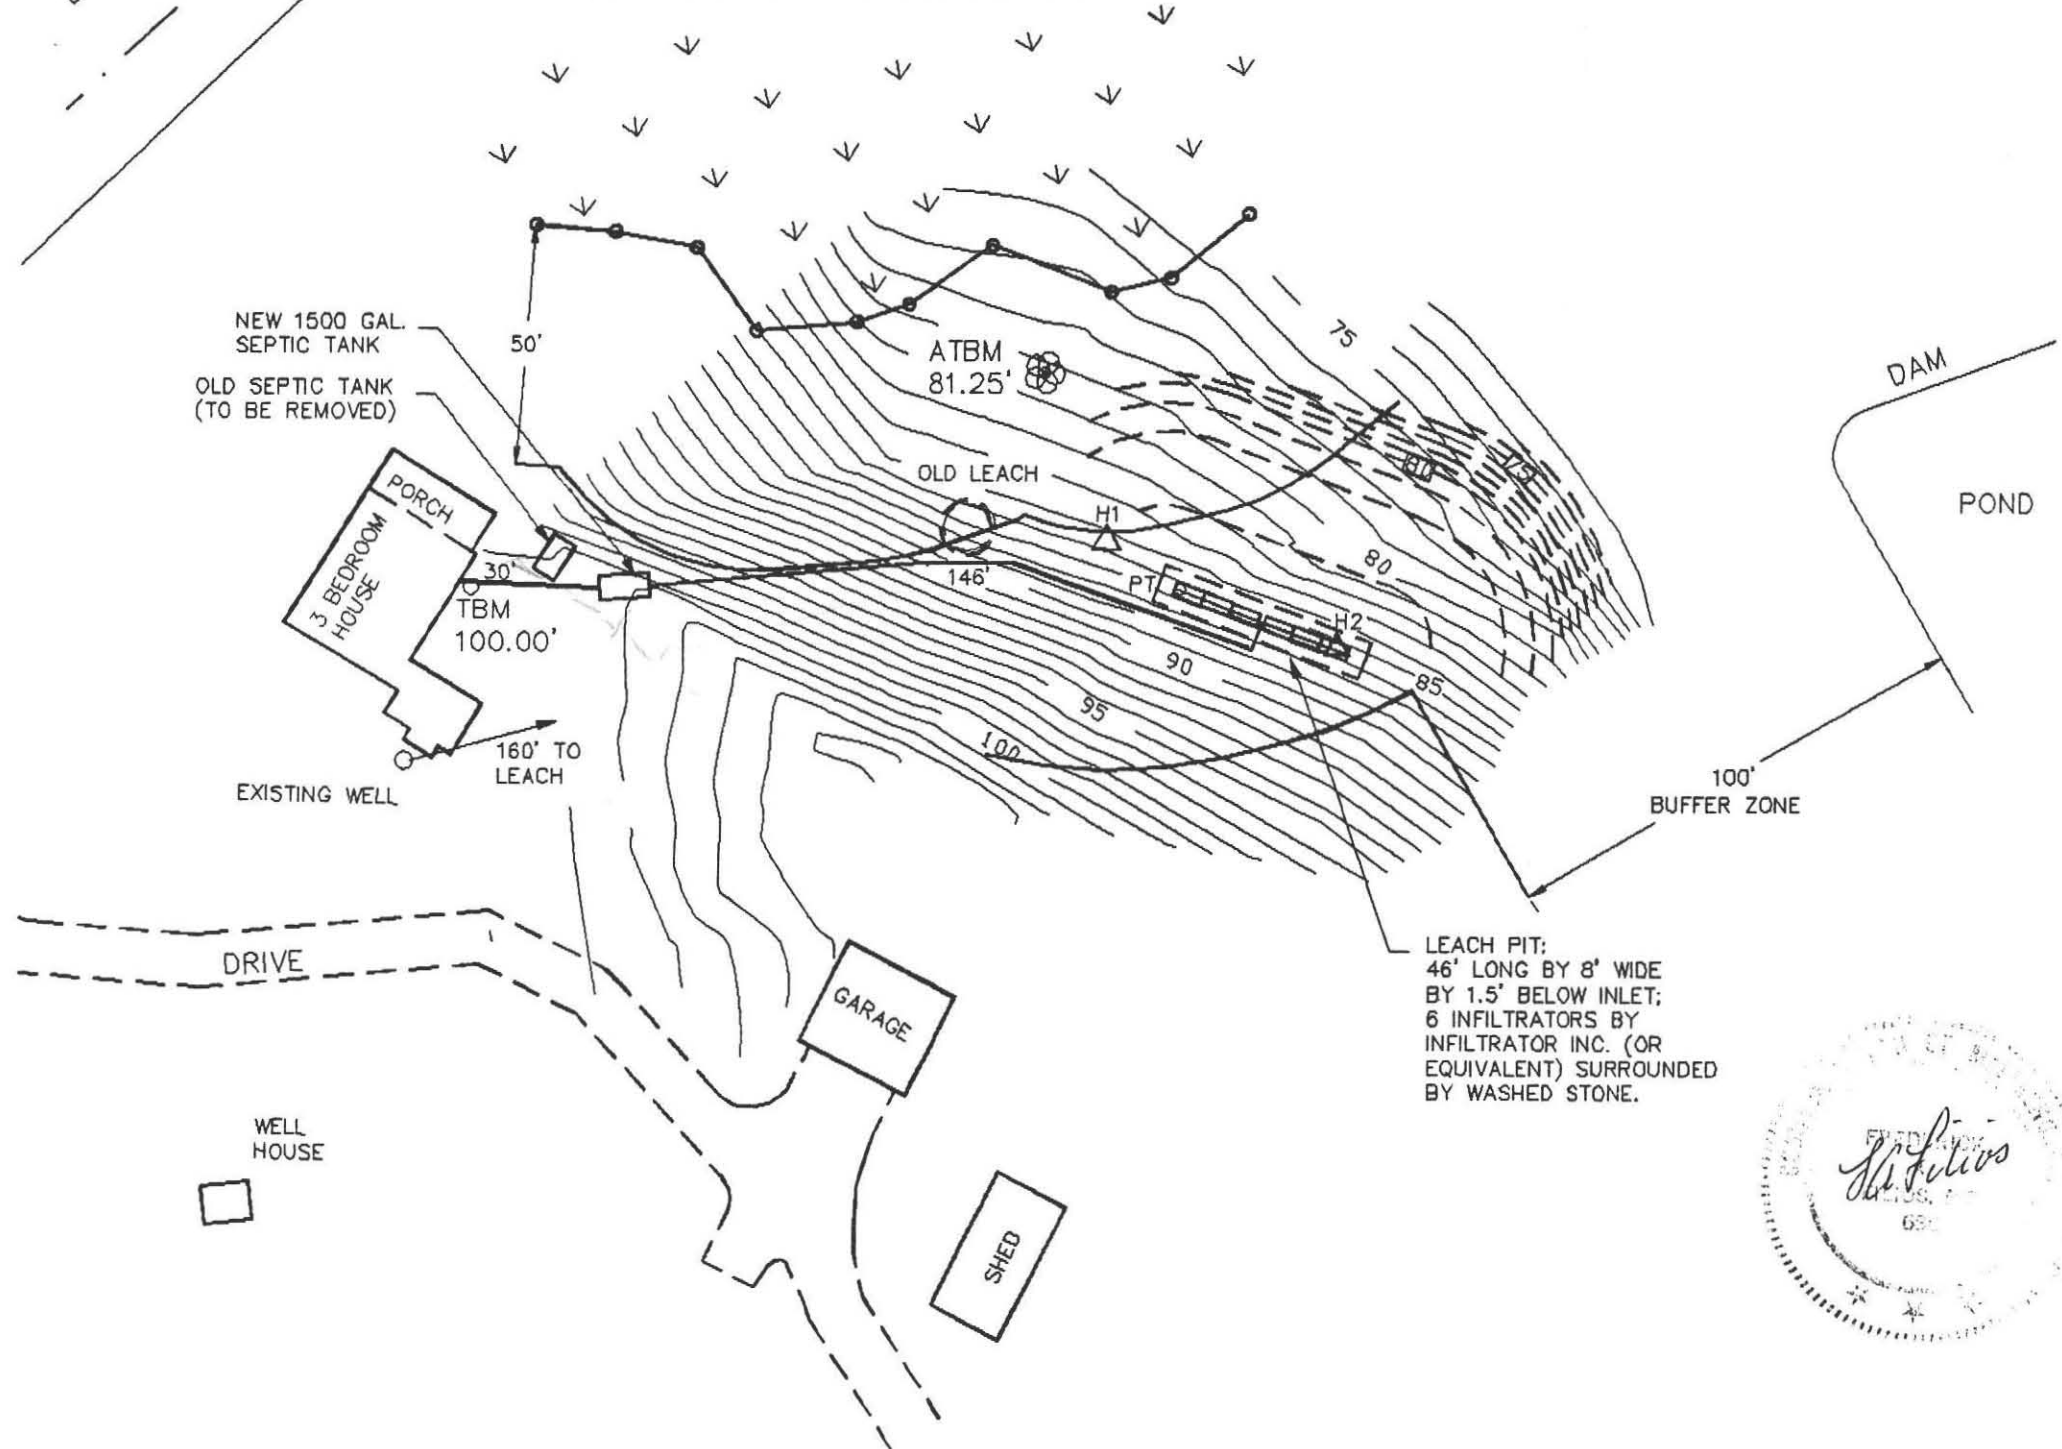 NEW 1500 GAL.
SEPTIC TANK
OLD SEPTIC TANK
(TO BE REMOVED)
50'
ATBM
81.25'
75
DAM
POND
OLD LEACH
PORCH
3 BEDROOM
HOUSE
30'
TBM
100.00'
146'
H1
PT
H2
80
75
80
90
85
95
100
160' TO
LEACH
EXISTING WELL
100'
BUFFER ZONE
DRIVE
GARAGE
LEACH PIT:
46' LONG BY 8' WIDE
BY 1.5' BELOW INLET;
6 INFILTRATORS BY
INFILTRATOR INC. (OR
EQUIVALENT) SURROUNDED
BY WASHED STONE.
WELL
HOUSE
SHED
FREDERICK